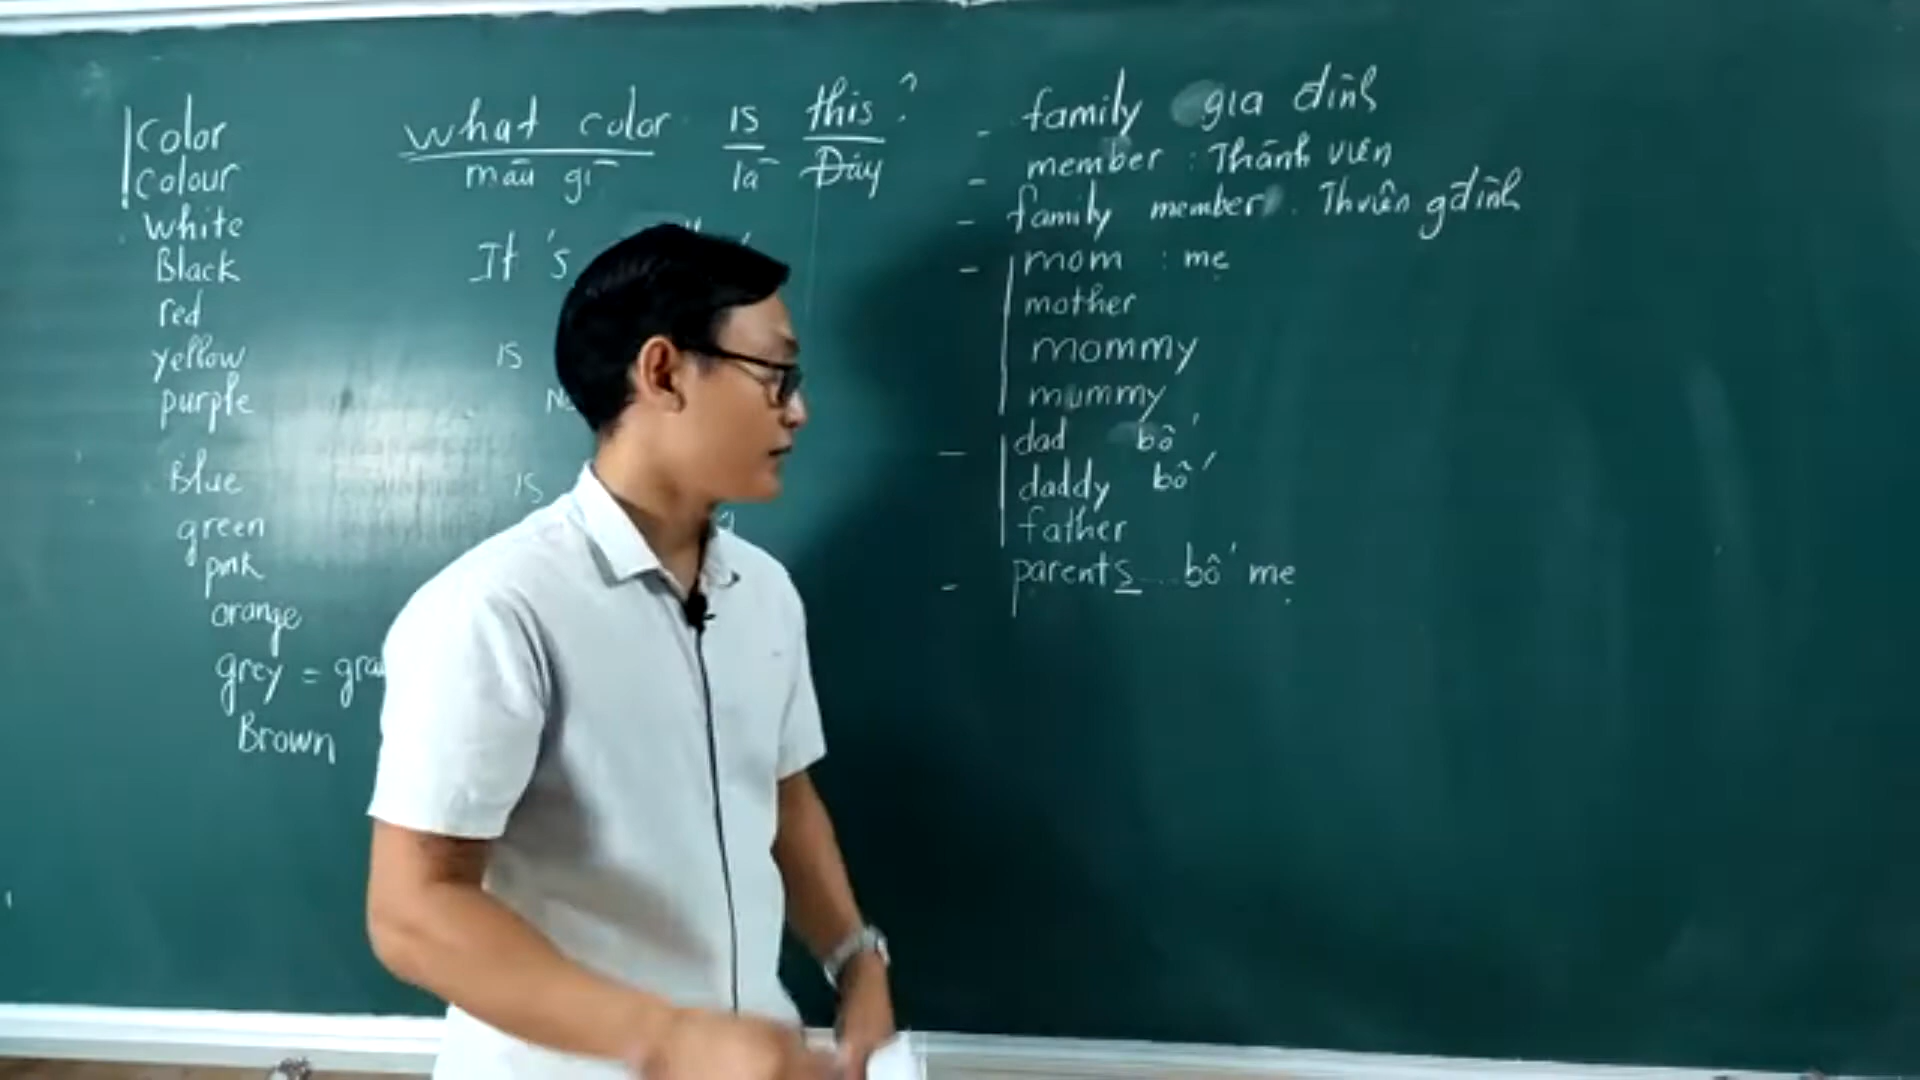 color
colour
white
Black
red
yellow
purple
Blue
green
pink
orange
grey = gra
Brown
what color is this?
màu gì là Đây
It's
is
is
- family gia đình
- member : Thành viên
- family member . Thviên gđình
- mom : mẹ
mother
mommy
mummy
- dad bố
daddy bố
father
- parents ... bố mẹ